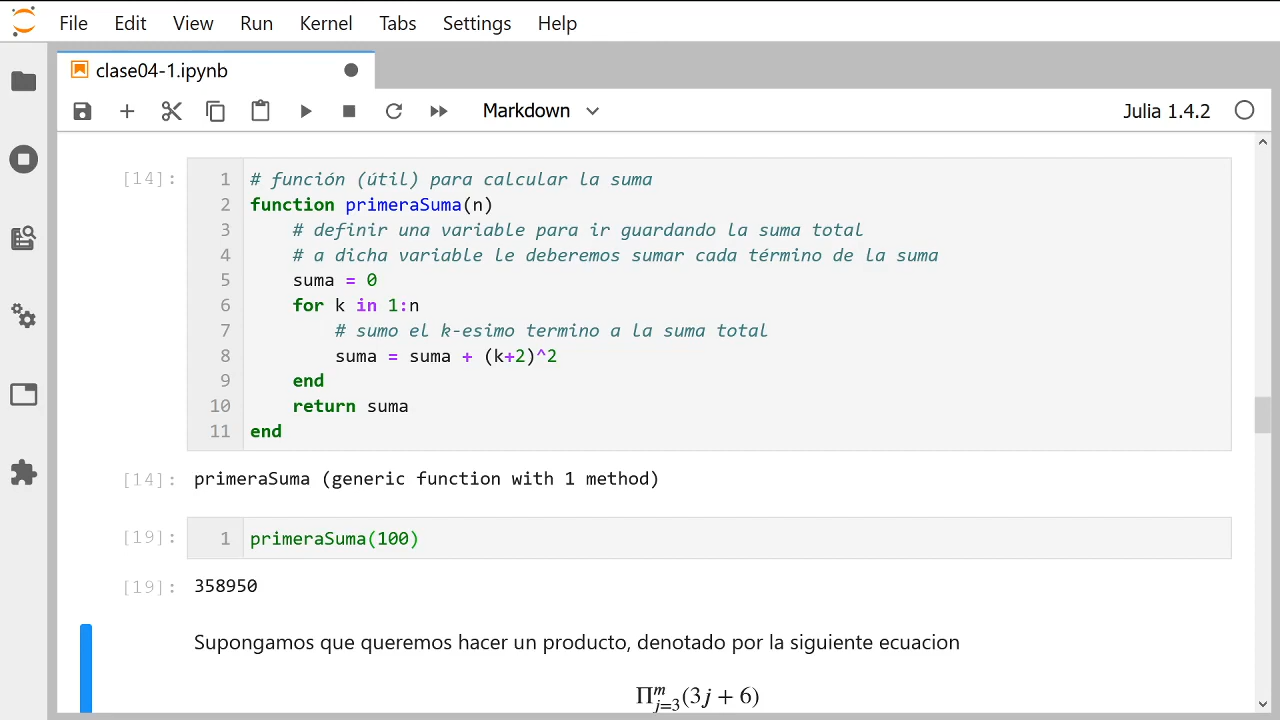 File Edit View Run Kernel Tabs Settings Help
clase04-1.ipynb
Markdown Julia 1.4.2
[14]: 1 # función (útil) para calcular la suma
2 function primeraSuma(n)
3 # definir una variable para ir guardando la suma total
4 # a dicha variable le deberemos sumar cada término de la suma
5 suma = 0
6 for k in 1:n
7 # sumo el k-esimo termino a la suma total
8 suma = suma + (k+2)^2
9 end
10 return suma
11 end
[14]: primeraSuma (generic function with 1 method)
[19]: 1 primeraSuma(100)
[19]: 358950
Supongamos que queremos hacer un producto, denotado por la siguiente ecuacion
Π_{j=3}^{m}(3j + 6)